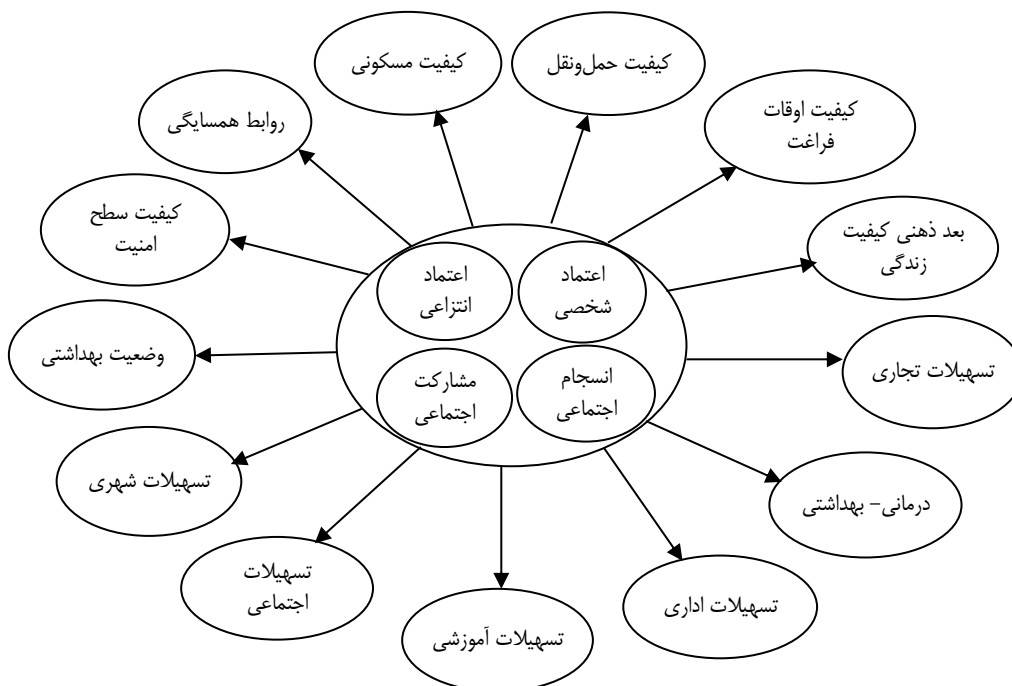 کیفیت حمل‌ونقل
کیفیت مسکونی
کیفیت اوقات
فراغت
روابط همسایگی
کیفیت سطح
امنیت
بعد ذهنی کیفیت
زندگی
اعتماد
شخصی
اعتماد
انتزاعی
وضعیت بهداشتی
تسهیلات تجاری
انسجام
اجتماعی
مشارکت
اجتماعی
تسهیلات شهری
درمانی– بهداشتی
تسهیلات
اجتماعی
تسهیلات اداری
تسهیلات آموزشی